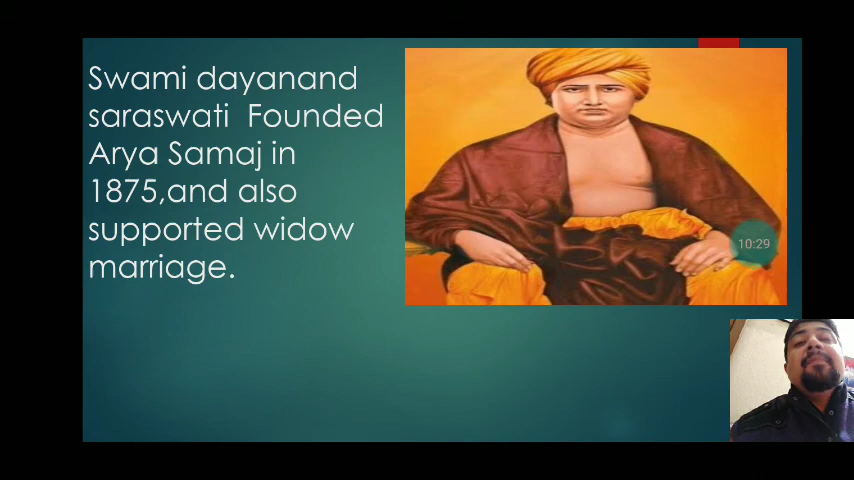 Swami dayanand
saraswati Founded
Arya Samaj in
1875,and also
supported widow
marriage.
10:29